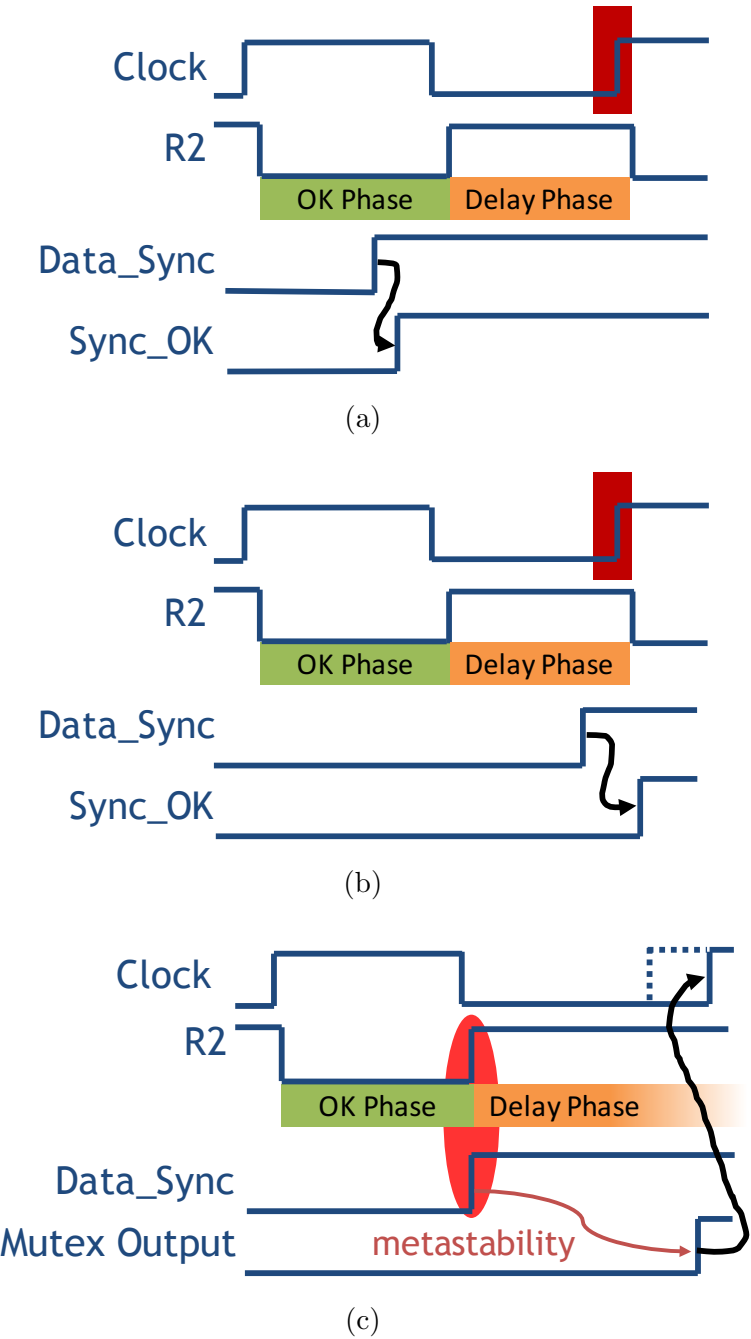 Clock
R2
OK Phase Delay Phase
Data_Sync
Sync_OK
(a)
Clock
R2
OK Phase Delay Phase
Data_Sync
Sync_OK
(b)
Clock
R2
OK Phase Delay Phase
Data_Sync
Mutex Output metastability
(c)